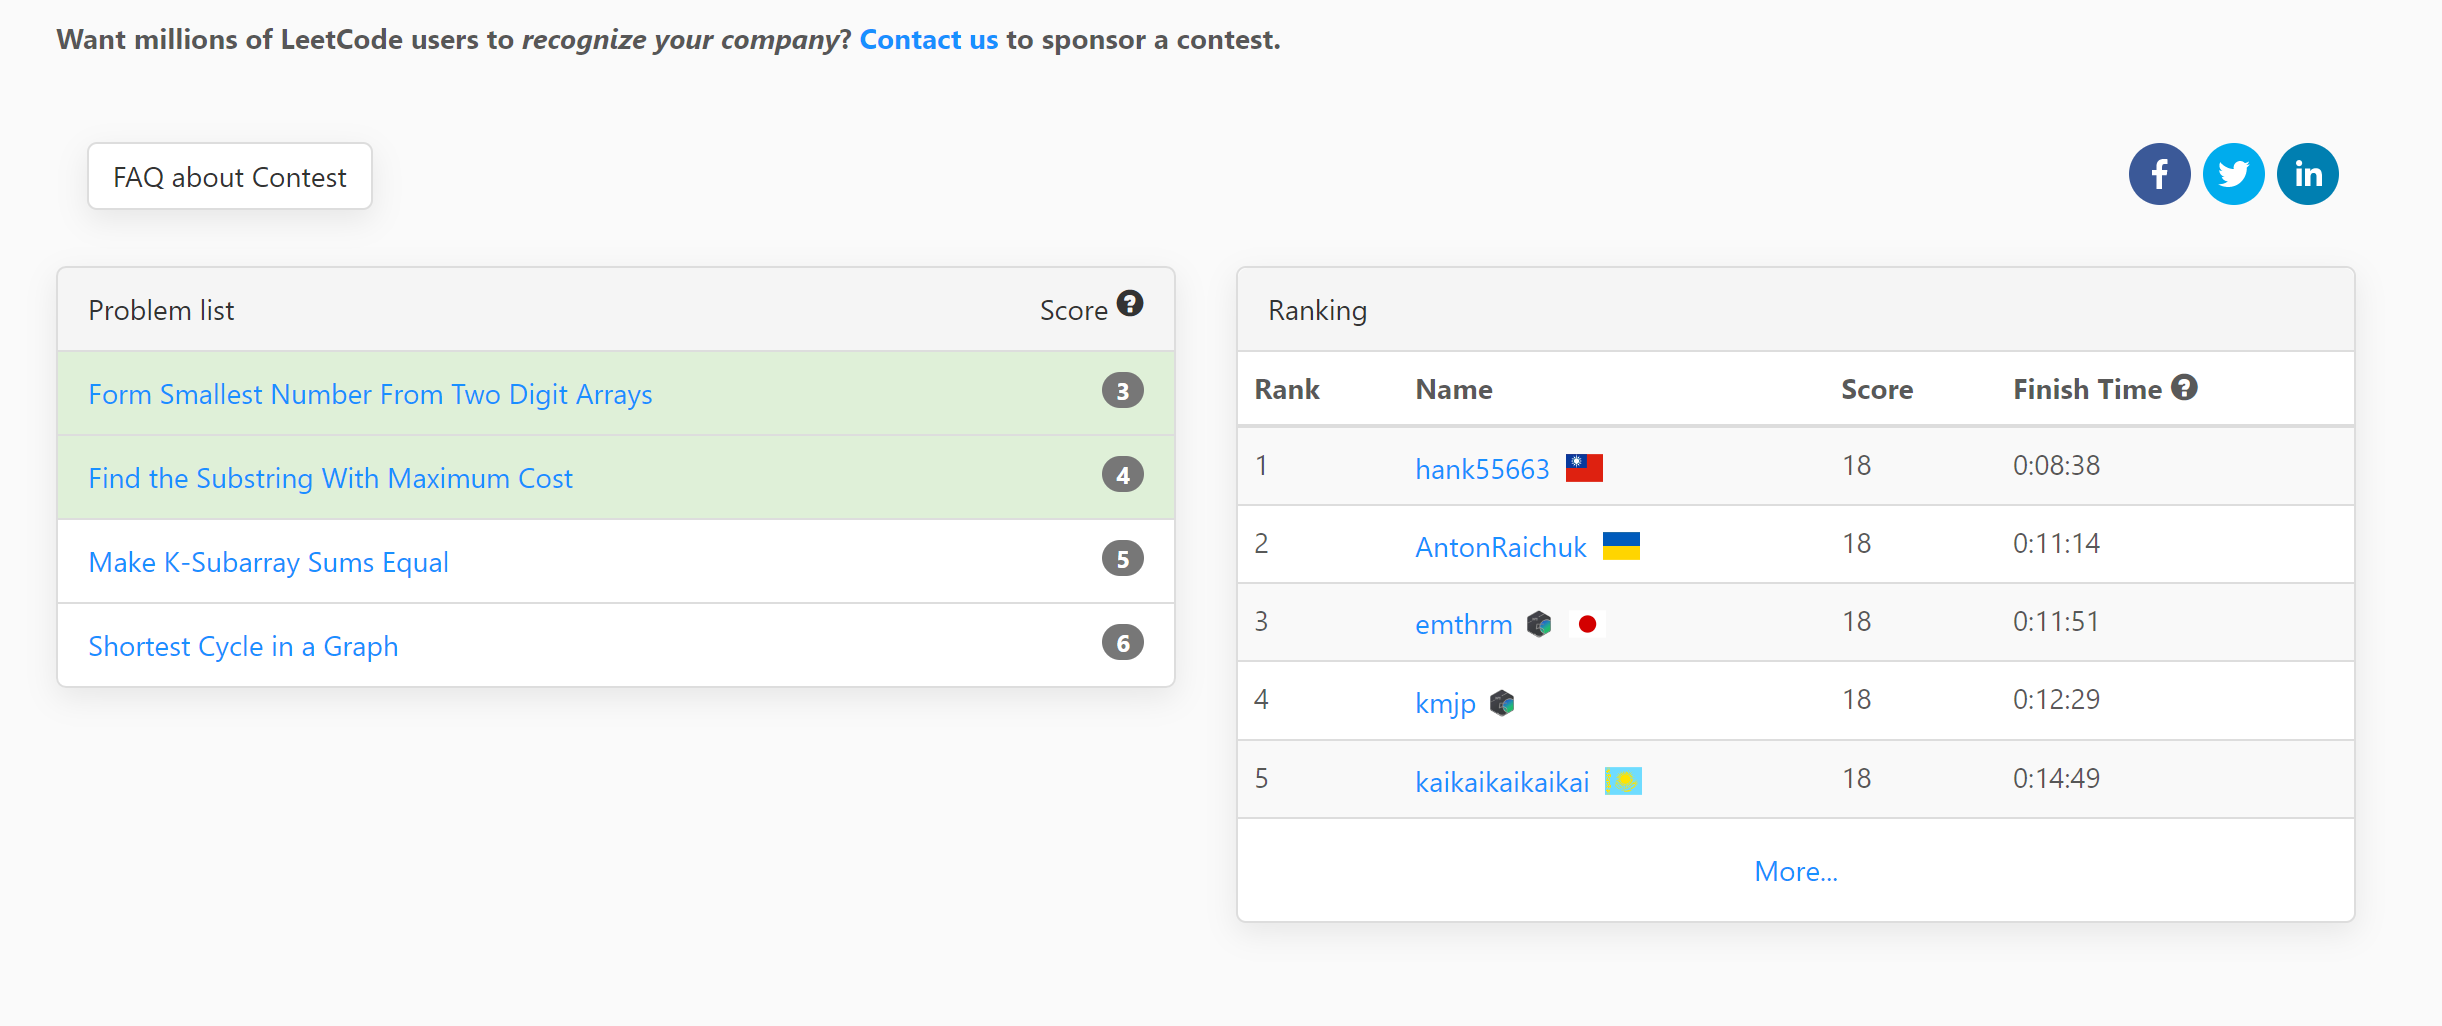 Want millions of LeetCode users to recognize your company? Contact us to sponsor a contest.
FAQ about Contest
f in
Problem list Score ?
Form Smallest Number From Two Digit Arrays 3
Find the Substring With Maximum Cost 4
Make K-Subarray Sums Equal 5
Shortest Cycle in a Graph 6
Ranking
Rank Name Score Finish Time ?
1 hank55663 18 0:08:38
2 AntonRaichuk 18 0:11:14
3 emthrm 18 0:11:51
4 kmjp 18 0:12:29
5 kaikaikaikaikai 18 0:14:49
More...